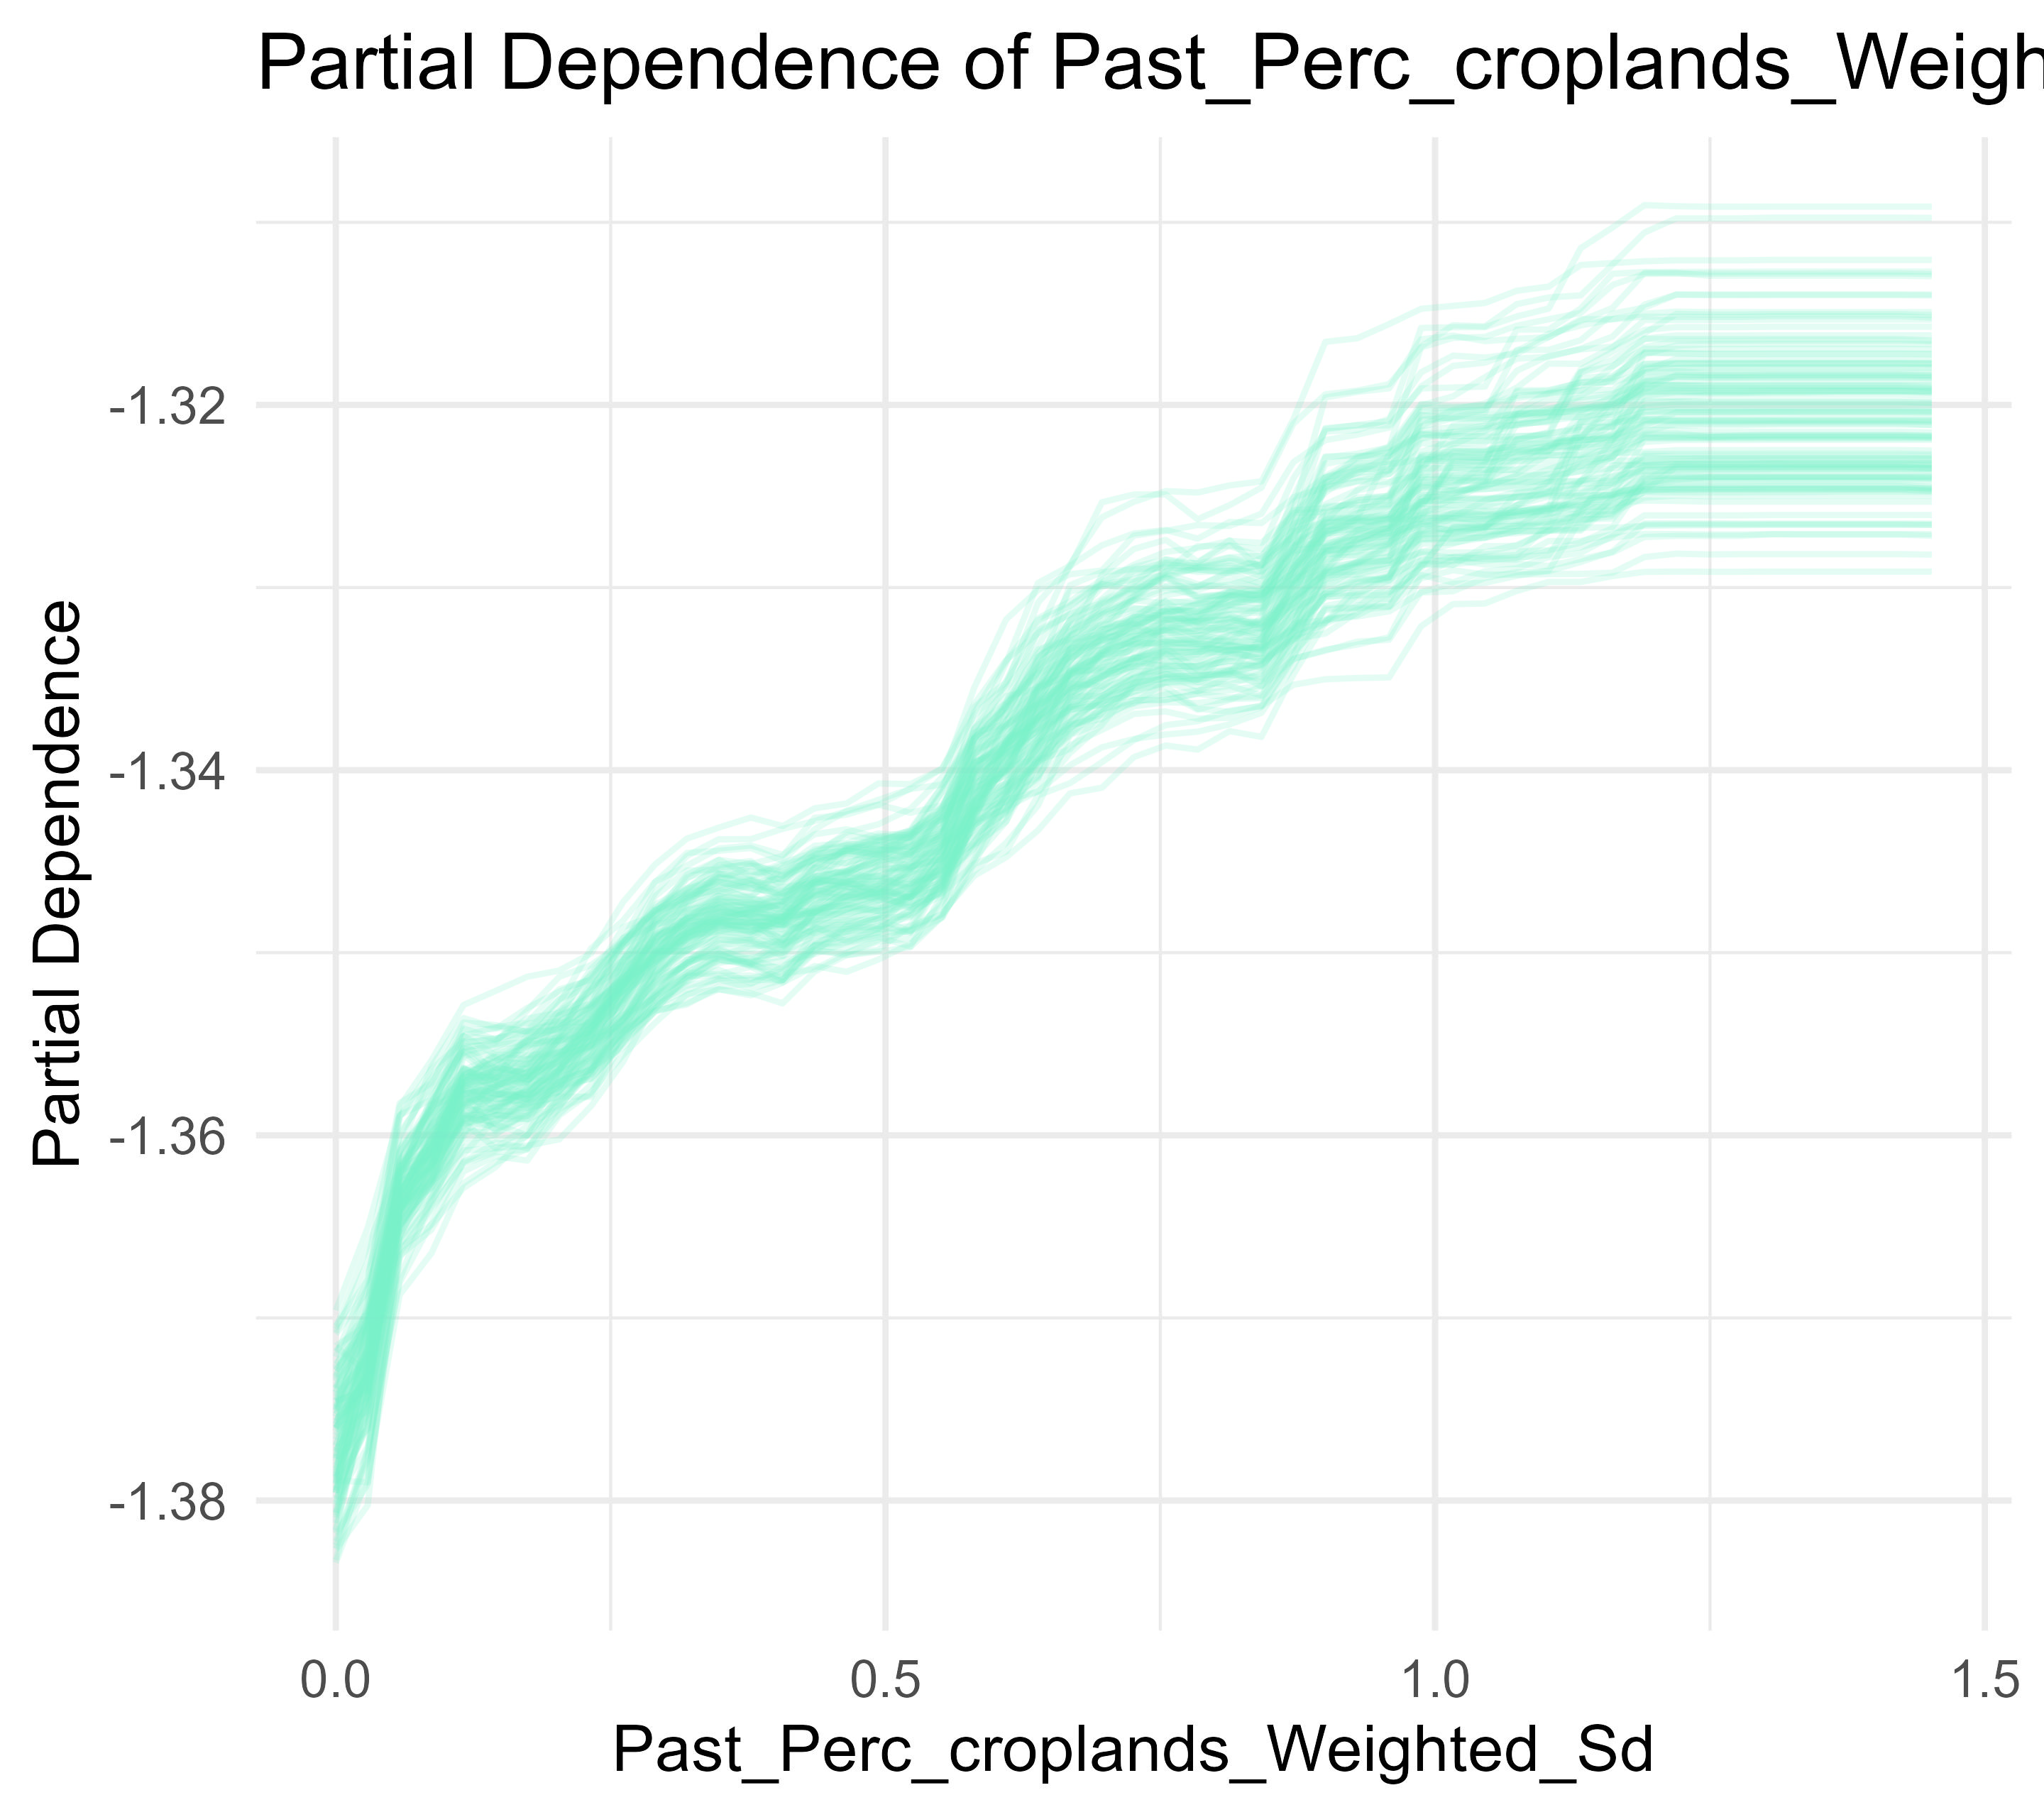 Partial Dependence of Past_Perc_croplands_Weigh
-1.32
-1.34
-1.36
-1.38
Partial Dependence
0.0
0.5
1.0
1.5
Past_Perc_croplands_Weighted_Sd